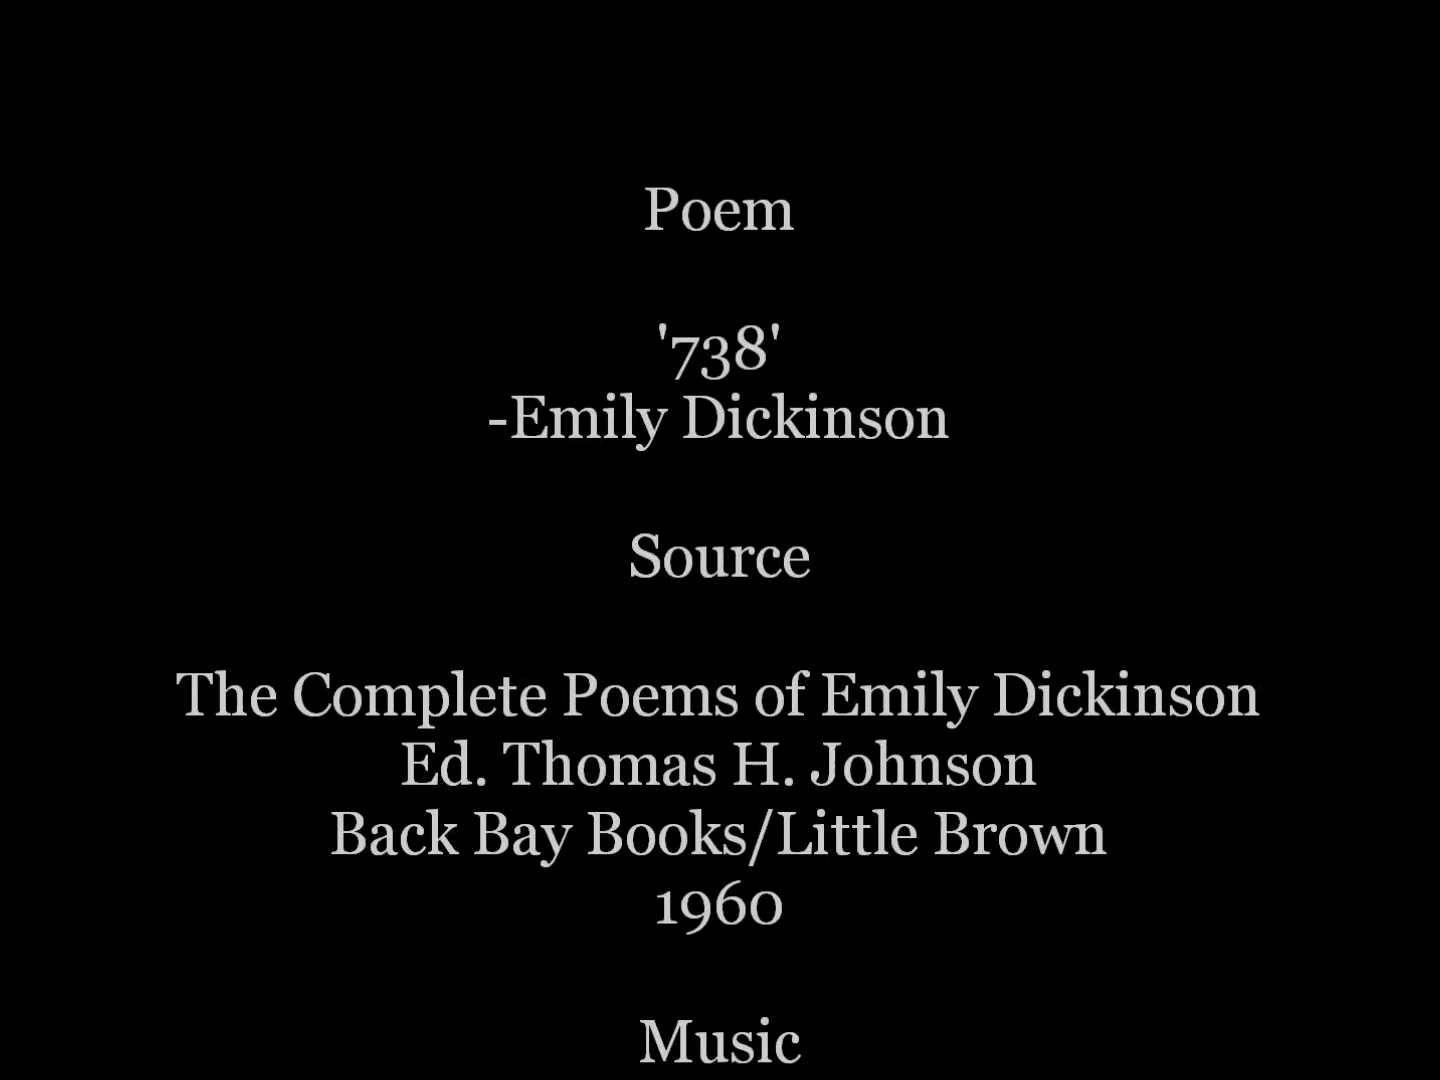 Poem
'738'
-Emily Dickinson
Source
The Complete Poems of Emily Dickinson
Ed. Thomas H. Johnson
Back Bay Books/Little Brown
1960
Music